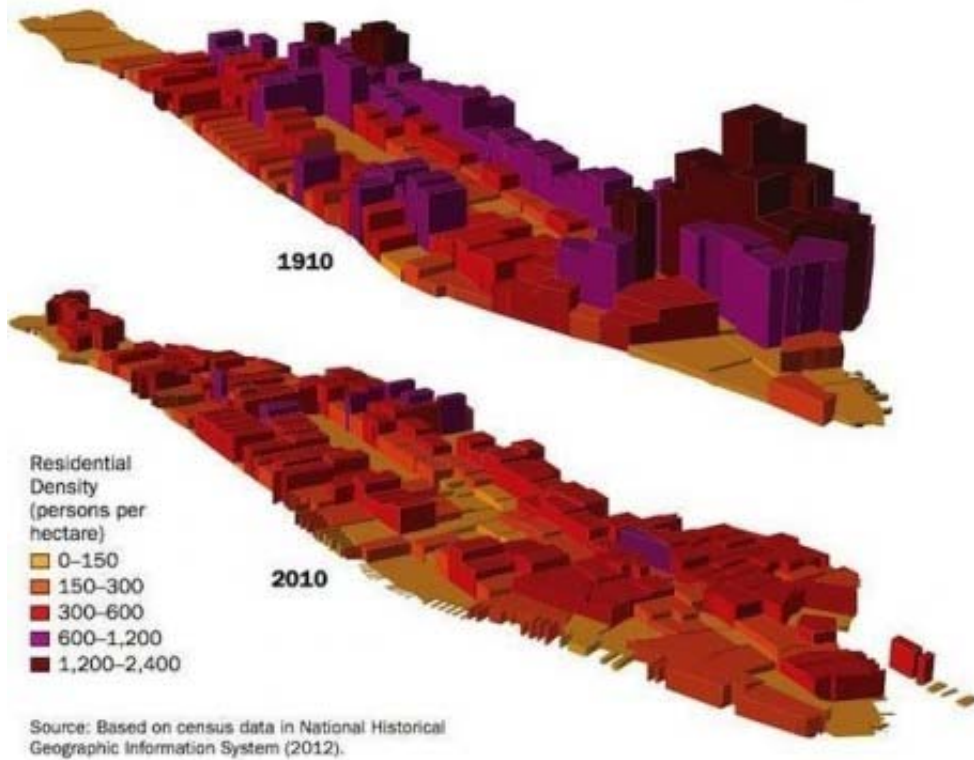 1910
2010
Residential
Density
(persons per
hectare)
0–150
150–300
300–600
600–1,200
1,200–2,400
Source: Based on census data in National Historical
Geographic Information System (2012).